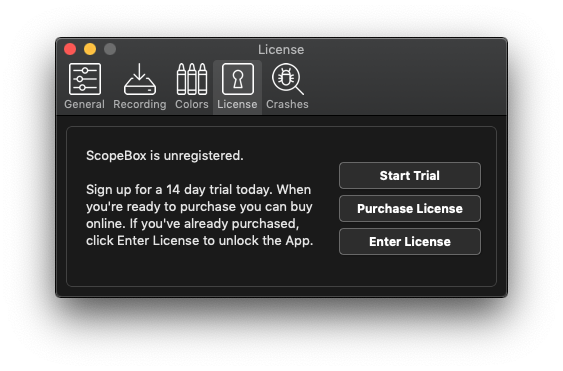 License
General Recording Colors License Crashes
ScopeBox is unregistered.
Sign up for a 14 day trial today. When
you're ready to purchase you can buy
online. If you've already purchased,
click Enter License to unlock the App.
Start Trial
Purchase License
Enter License